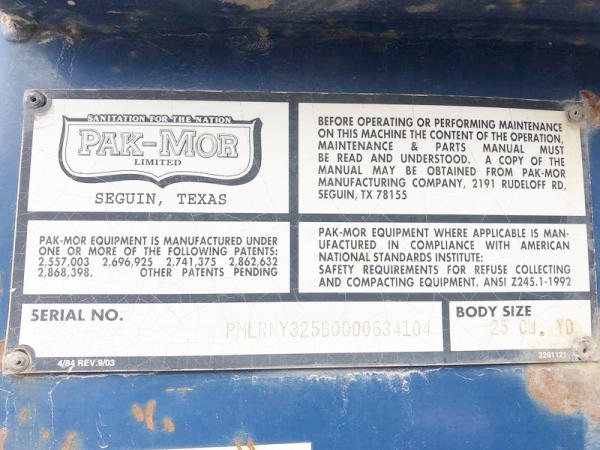 SANITATION FOR THE NATION
PAK-MOR
LIMITED
SEGUIN, TEXAS
BEFORE OPERATING OR PERFORMING MAINTENANCE
ON THIS MACHINE THE CONTENT OF THE OPERATION,
MAINTENANCE & PARTS MANUAL MUST
BE READ AND UNDERSTOOD. A COPY OF THE
MANUAL MAY BE OBTAINED FROM PAK-MOR
MANUFACTURING COMPANY, 2191 RUDELOFF RD,
SEGUIN, TX 78155
PAK-MOR EQUIPMENT IS MANUFACTURED UNDER
ONE OR MORE OF THE FOLLOWING PATENTS:
2,557,003 2,696,925 2,741,375 2,862,632
2,868,398. OTHER PATENTS PENDING
PAK-MOR EQUIPMENT WHERE APPLICABLE IS MAN-
UFACTURED IN COMPLIANCE WITH AMERICAN
NATIONAL STANDARDS INSTITUTE:
SAFETY REQUIREMENTS FOR REFUSE COLLECTING
AND COMPACTING EQUIPMENT. ANSI Z245.1-1992
SERIAL NO.
PMLRNY325B0000634104
BODY SIZE
25 CU. YD
4/84 REV.9/03
3281121